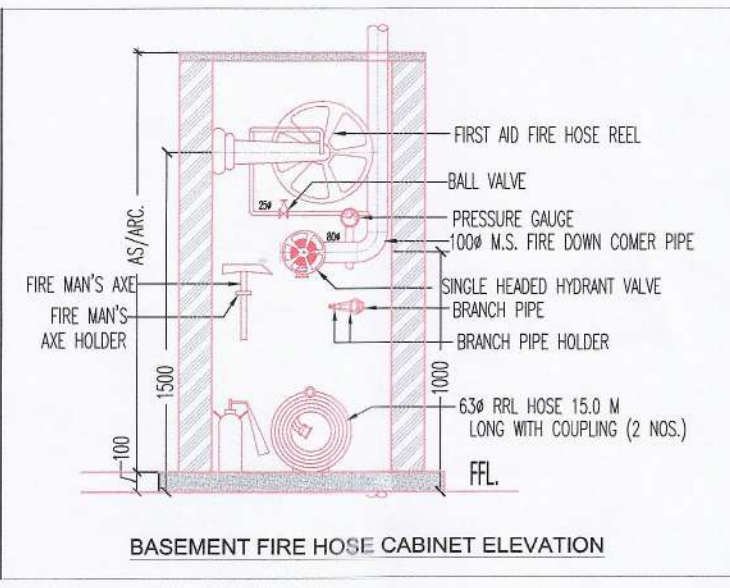 FIRST AID FIRE HOSE REEL
BALL VALVE
25ø
PRESSURE GAUGE
80ø
100ø M.S. FIRE DOWN COMER PIPE
AS/ARC.
FIRE MAN'S AXE
SINGLE HEADED HYDRANT VALVE
FIRE MAN'S
AXE HOLDER
BRANCH PIPE
BRANCH PIPE HOLDER
1500
1000
63ø RRL HOSE 15.0 M
LONG WITH COUPLING (2 NOS.)
100
FFL.
BASEMENT FIRE HOSE CABINET ELEVATION